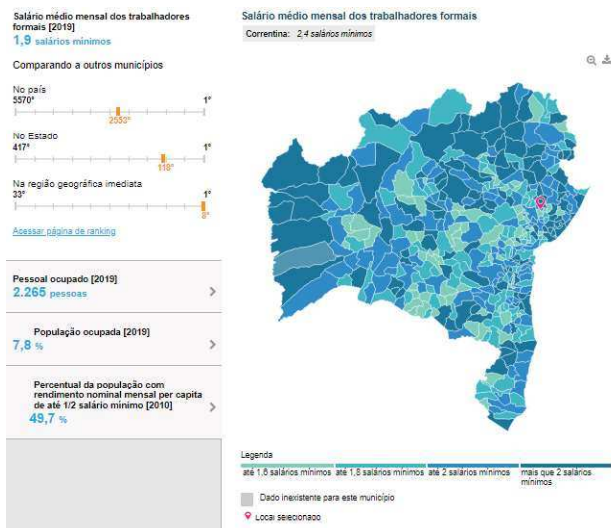 Salário médio mensal dos trabalhadores
formais [2019]
1,9 salários mínimos
Comparando a outros municípios
No país
5570º
1º
2553º
No Estado
417º
1º
118º
Na região geográfica imediata
33º
1º
8º
Acessar página de ranking
Pessoal ocupado [2019]
2.265 pessoas
População ocupada [2019]
7,8 %
Percentual da população com
rendimento nominal mensal per capita
de até 1/2 salário mínimo [2010]
49,7 %
Salário médio mensal dos trabalhadores formais
Correntina: 2,4 salários mínimos
Legenda
até 1,6 salários mínimos
até 1,8 salários mínimos
até 2 salários mínimos
mais que 2 salários
mínimos
Dado inexistente para este município
Local selecionado